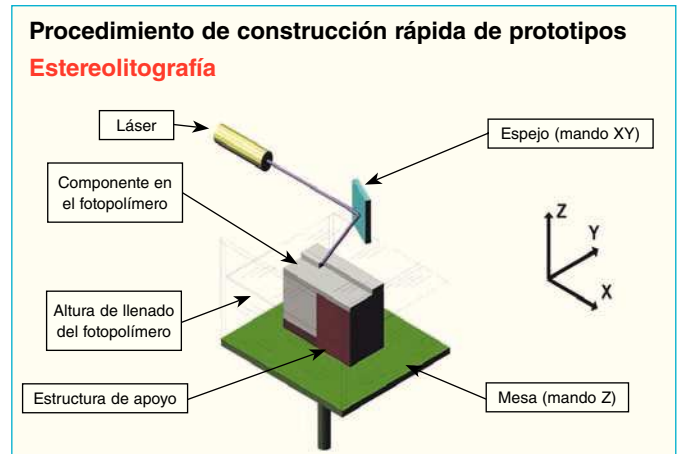 Procedimiento de construcción rápida de prototipos
Estereolitografía
Láser
Espejo (mando XY)
Componente en
el fotopolímero
Z
Y
X
Altura de llenado
del fotopolímero
Estructura de apoyo
Mesa (mando Z)